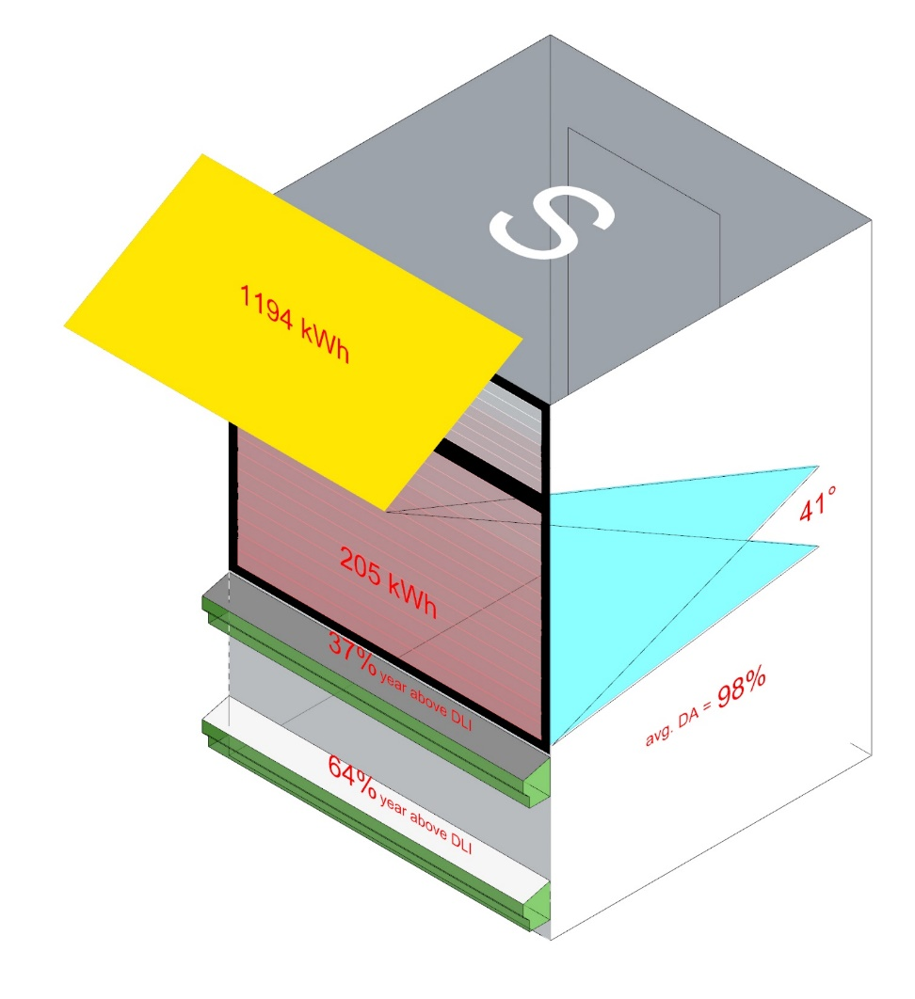 S
1194 kWh
41°
205 kWh
37% year above DLI
avg. DA = 98%
64% year above DLI